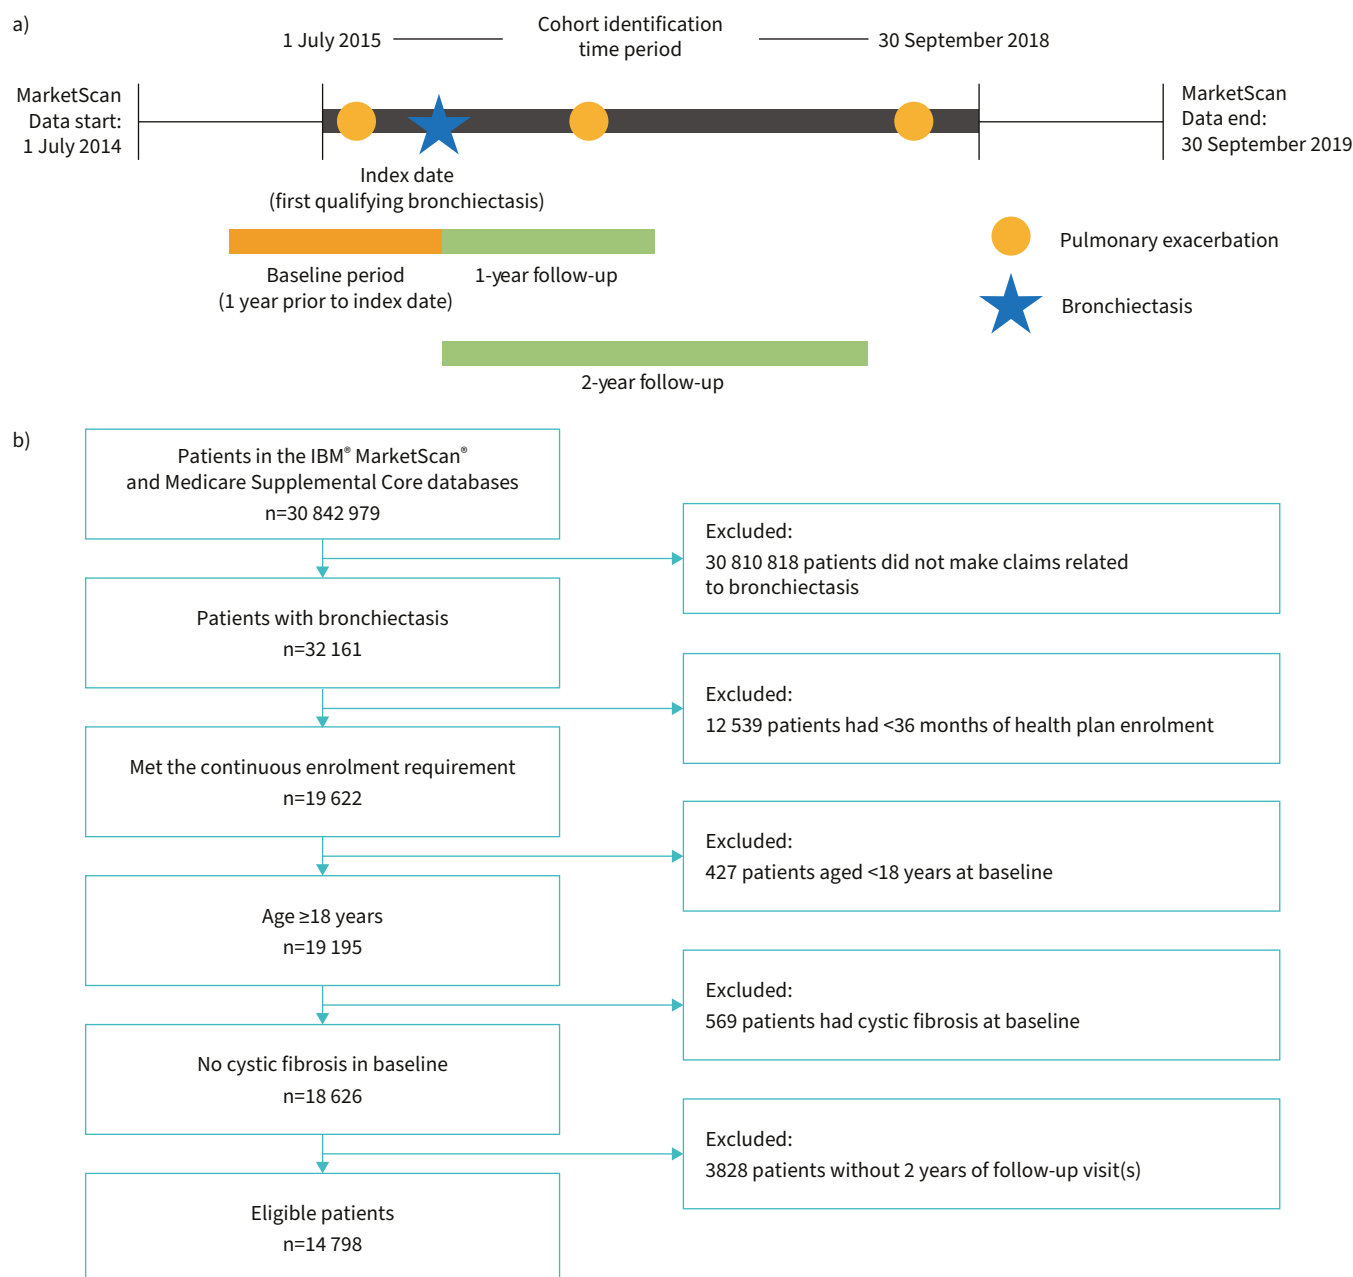 a)
1 July 2015
Cohort identification
time period
30 September 2018
MarketScan
Data start:
1 July 2014
MarketScan
Data end:
30 September 2019
Index date
(first qualifying bronchiectasis)
Baseline period
(1 year prior to index date)
1-year follow-up
2-year follow-up
Pulmonary exacerbation
Bronchiectasis
b)
Patients in the IBM® MarketScan®
and Medicare Supplemental Core databases
n=30 842 979
Excluded:
30 810 818 patients did not make claims related
to bronchiectasis
Patients with bronchiectasis
n=32 161
Excluded:
12 539 patients had <36 months of health plan enrolment
Met the continuous enrolment requirement
n=19 622
Excluded:
427 patients aged <18 years at baseline
Age ≥18 years
n=19 195
Excluded:
569 patients had cystic fibrosis at baseline
No cystic fibrosis in baseline
n=18 626
Excluded:
3828 patients without 2 years of follow-up visit(s)
Eligible patients
n=14 798